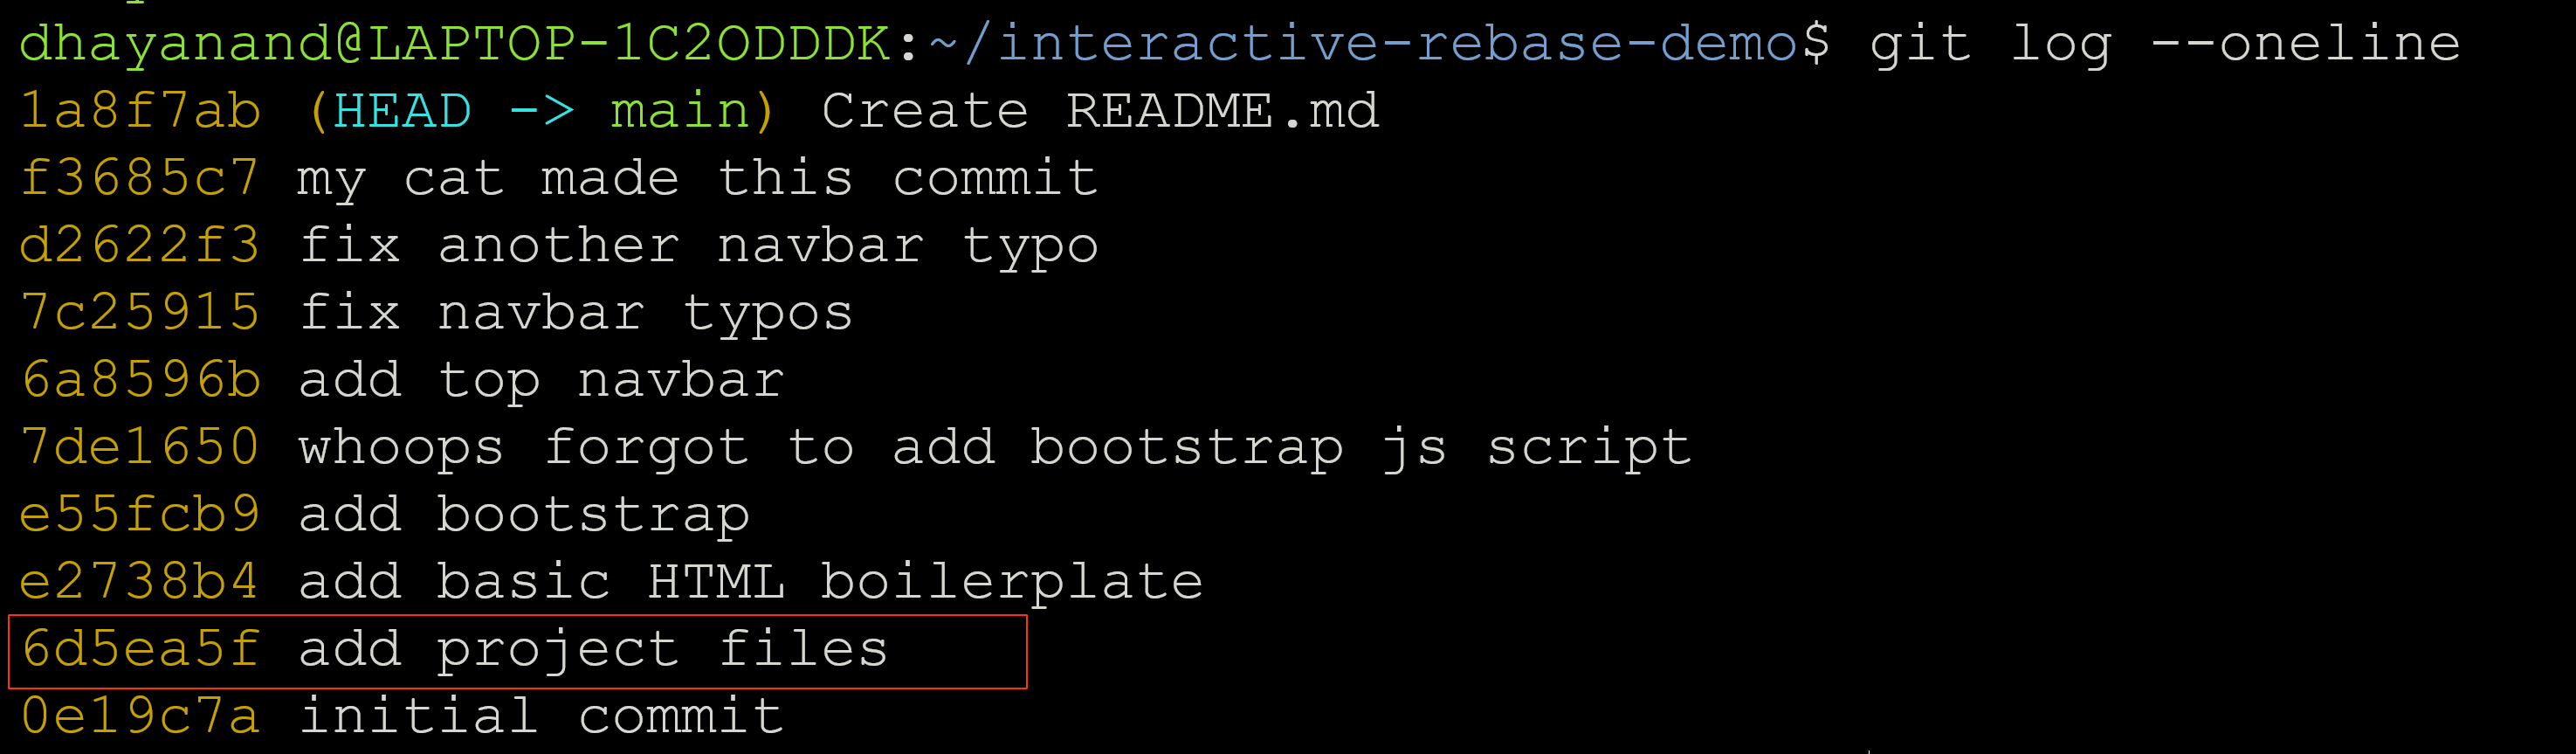 dhayanand@LAPTOP-1C2ODDDK:~/interactive-rebase-demo$ git log --oneline
1a8f7ab (HEAD -> main) Create README.md
f3685c7 my cat made this commit
d2622f3 fix another navbar typo
7c25915 fix navbar typos
6a8596b add top navbar
7de1650 whoops forgot to add bootstrap js script
e55fcb9 add bootstrap
e2738b4 add basic HTML boilerplate
6d5ea5f add project files
0e19c7a initial commit